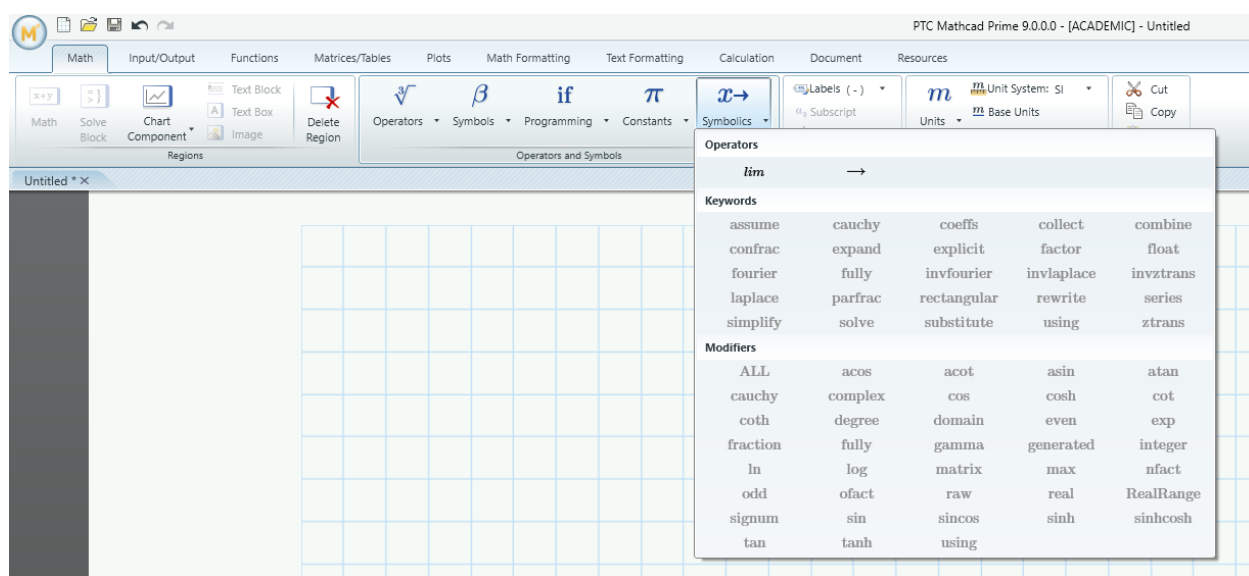 PTC Mathcad Prime 9.0.0.0 - [ACADEMIC] - Untitled
Math Input/Output Functions Matrices/Tables Plots Math Formatting Text Formatting Calculation Document Resources
Math
Solve Block
Chart Component
Text Block
Text Box
Image
Delete Region
Regions
Operators Symbols Programming Constants Symbolics
Operators and Symbols
Labels (-)
Subscript
Units
Unit System: SI
Base Units
Cut
Copy
Untitled *
Operators
lim →
Keywords
assume cauchy coeffs collect combine
confrac expand explicit factor float
fourier fully invfourier invlaplace invztrans
laplace parfrac rectangular rewrite series
simplify solve substitute using ztrans
Modifiers
ALL acos acot asin atan
cauchy complex cos cosh cot
coth degree domain even exp
fraction fully gamma generated integer
ln log matrix max nfact
odd ofact raw real RealRange
signum sin sincos sinh sinhcosh
tan tanh using